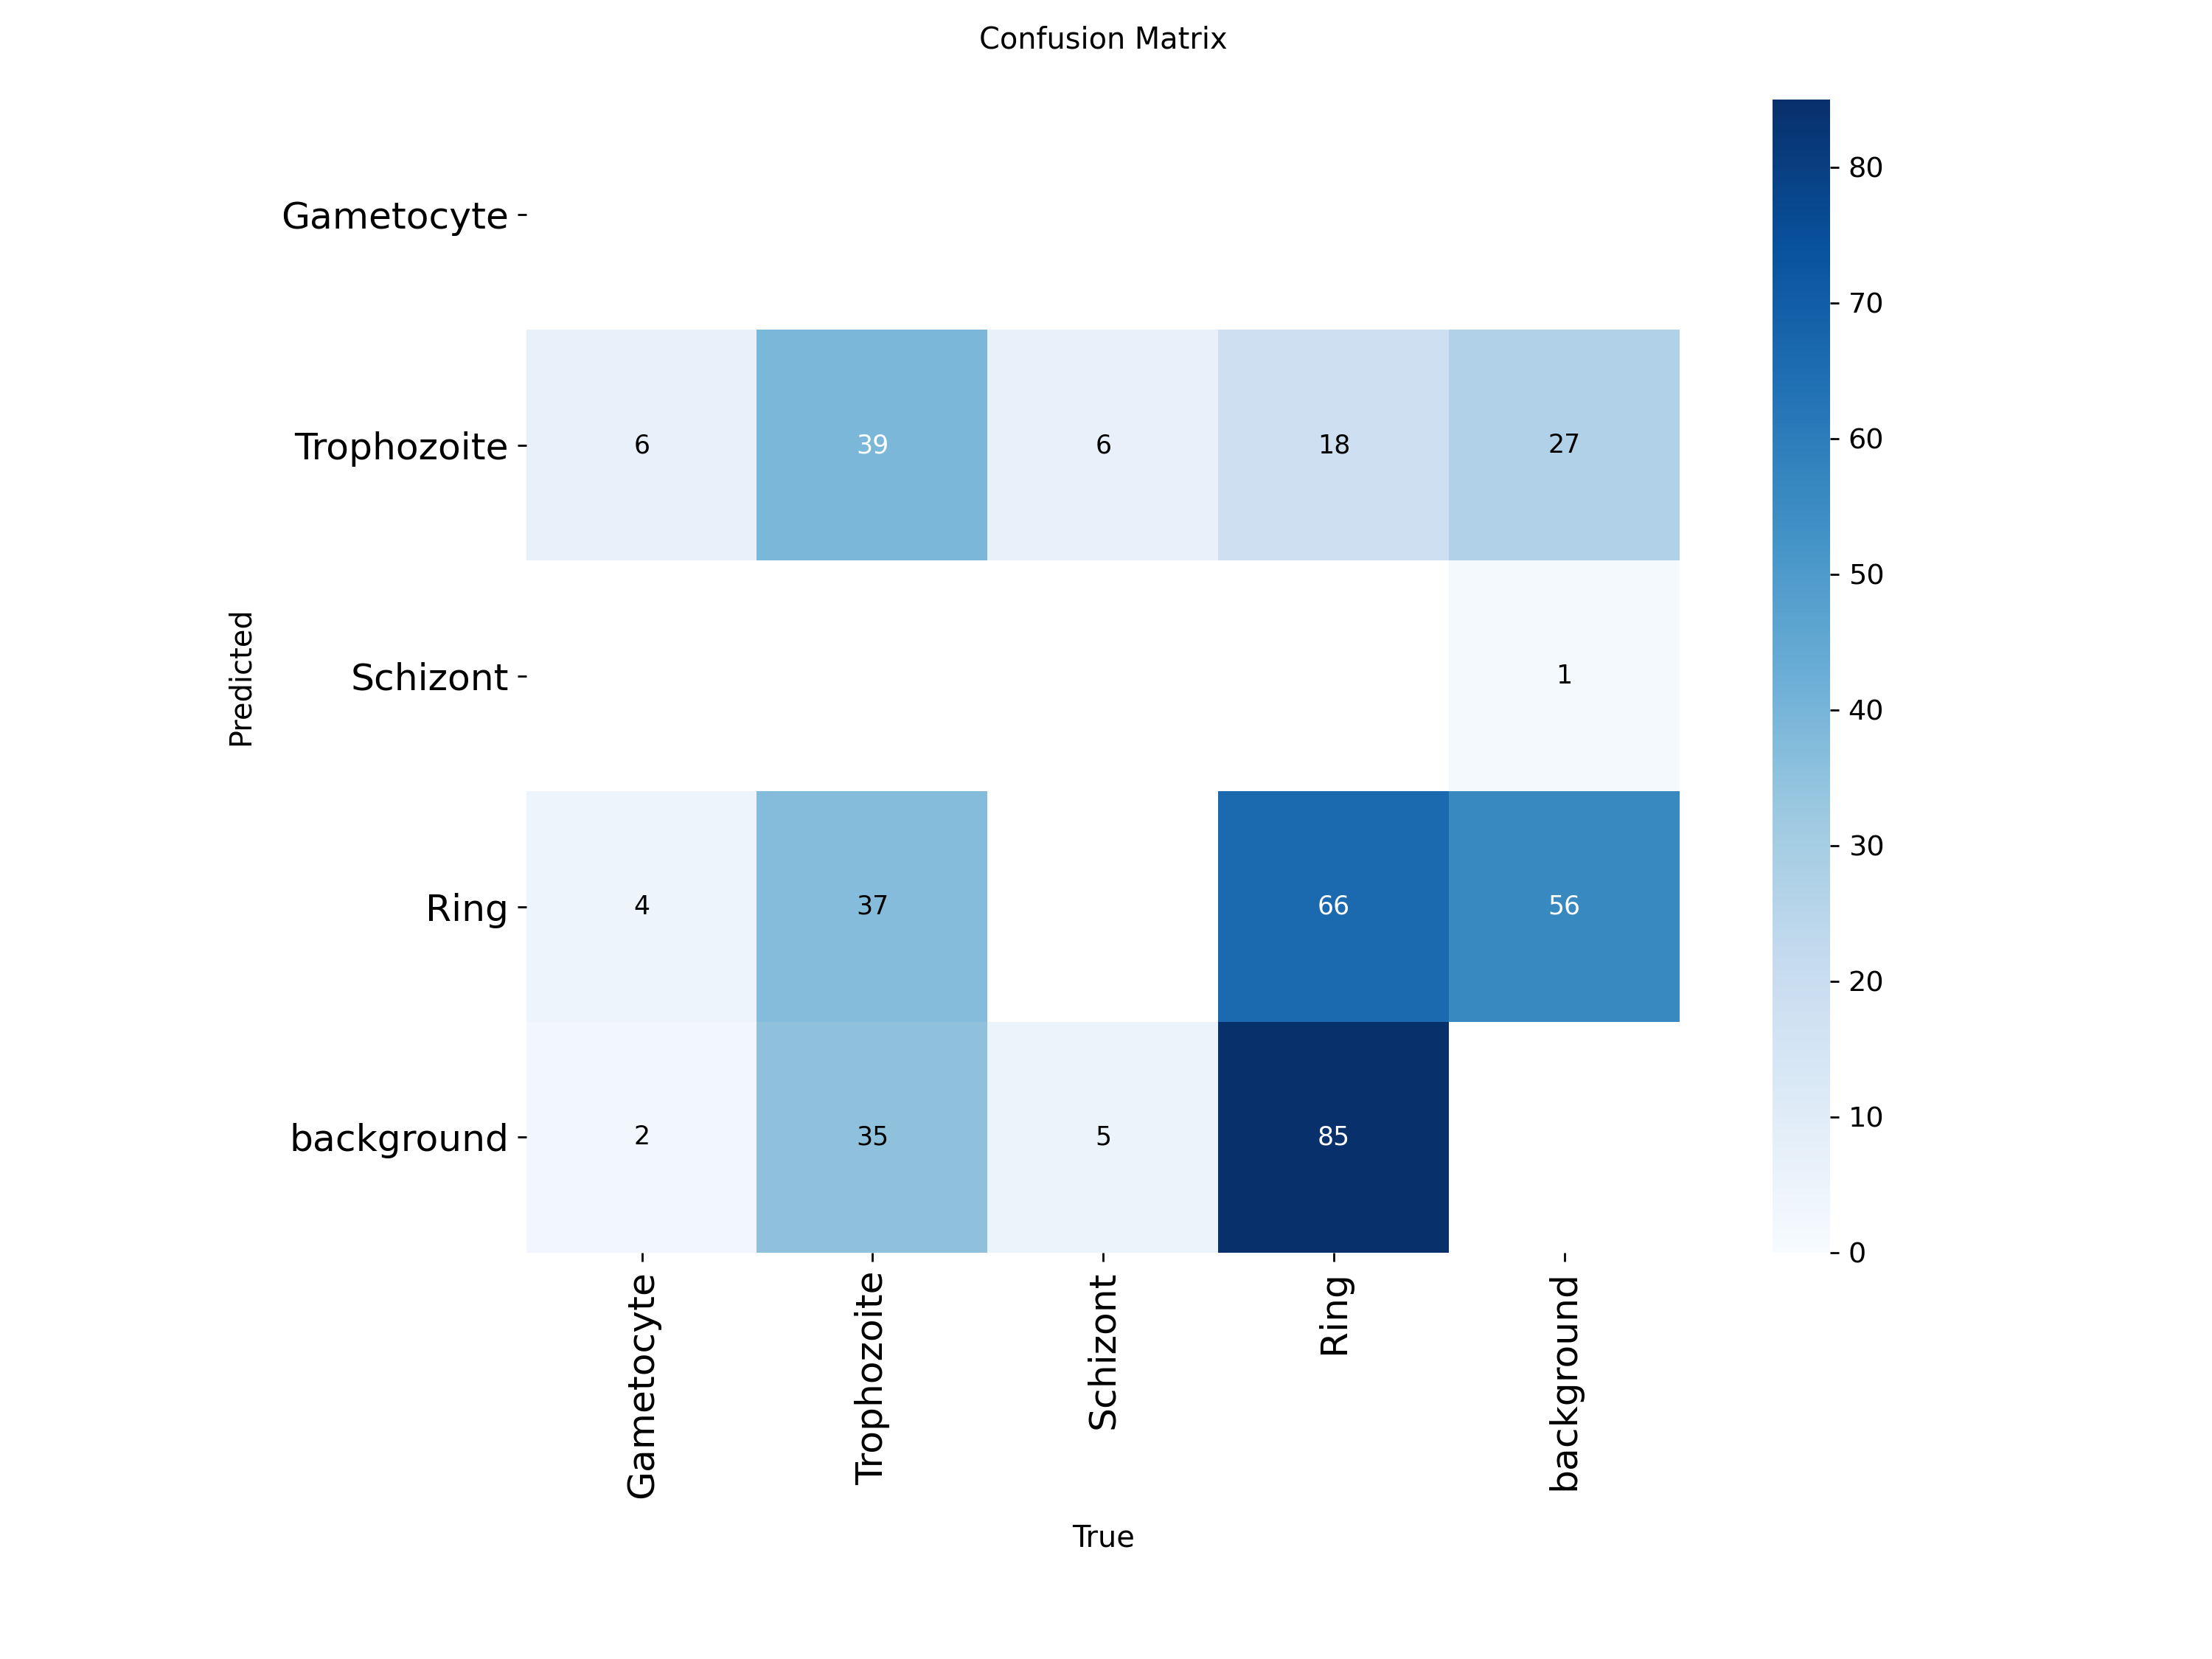 Confusion Matrix
Gametocyte
Trophozoite 6 39 6 18 27
Schizont 1
Ring 4 37 66 56
background 2 35 5 85
Predicted
Gametocyte Trophozoite Schizont Ring background
True
80
70
60
50
40
30
20
10
0